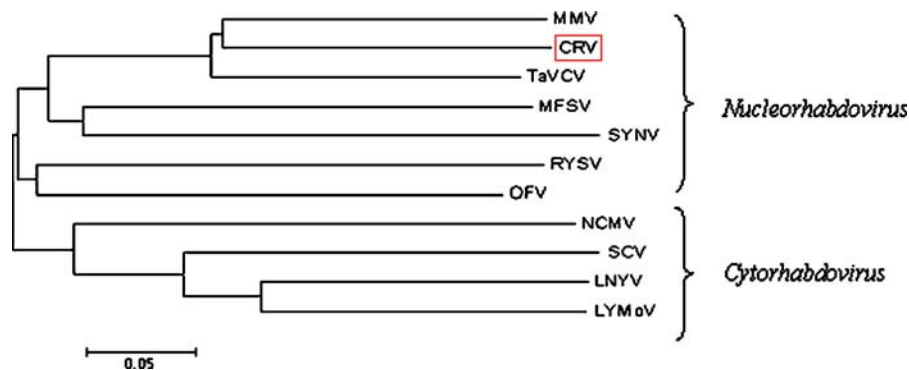 MMV
CRV
TaVCV
MFSV
Nucleorhabdovirus
SYNV
RYSV
OFV
NCMV
SCV
Cytorhabdovirus
LNYV
LYMoV
0.05